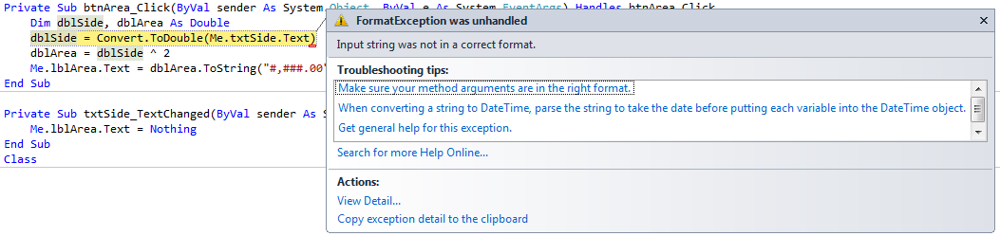 Private Sub btnArea_Click(ByVal sender As System.Object, ByVal e As System.EventArgs) Handles btnArea.Click
Dim dblSide, dblArea As Double
dblSide = Convert.ToDouble(Me.txtSide.Text)
dblArea = dblSide ^ 2
Me.lblArea.Text = dblArea.ToString("#,###.00"
End Sub
Private Sub txtSide_TextChanged(ByVal sender As S
Me.lblArea.Text = Nothing
End Sub
Class
FormatException was unhandled
Input string was not in a correct format.
Troubleshooting tips:
Make sure your method arguments are in the right format.
When converting a string to DateTime, parse the string to take the date before putting each variable into the DateTime object.
Get general help for this exception.
Search for more Help Online...
Actions:
View Detail...
Copy exception detail to the clipboard